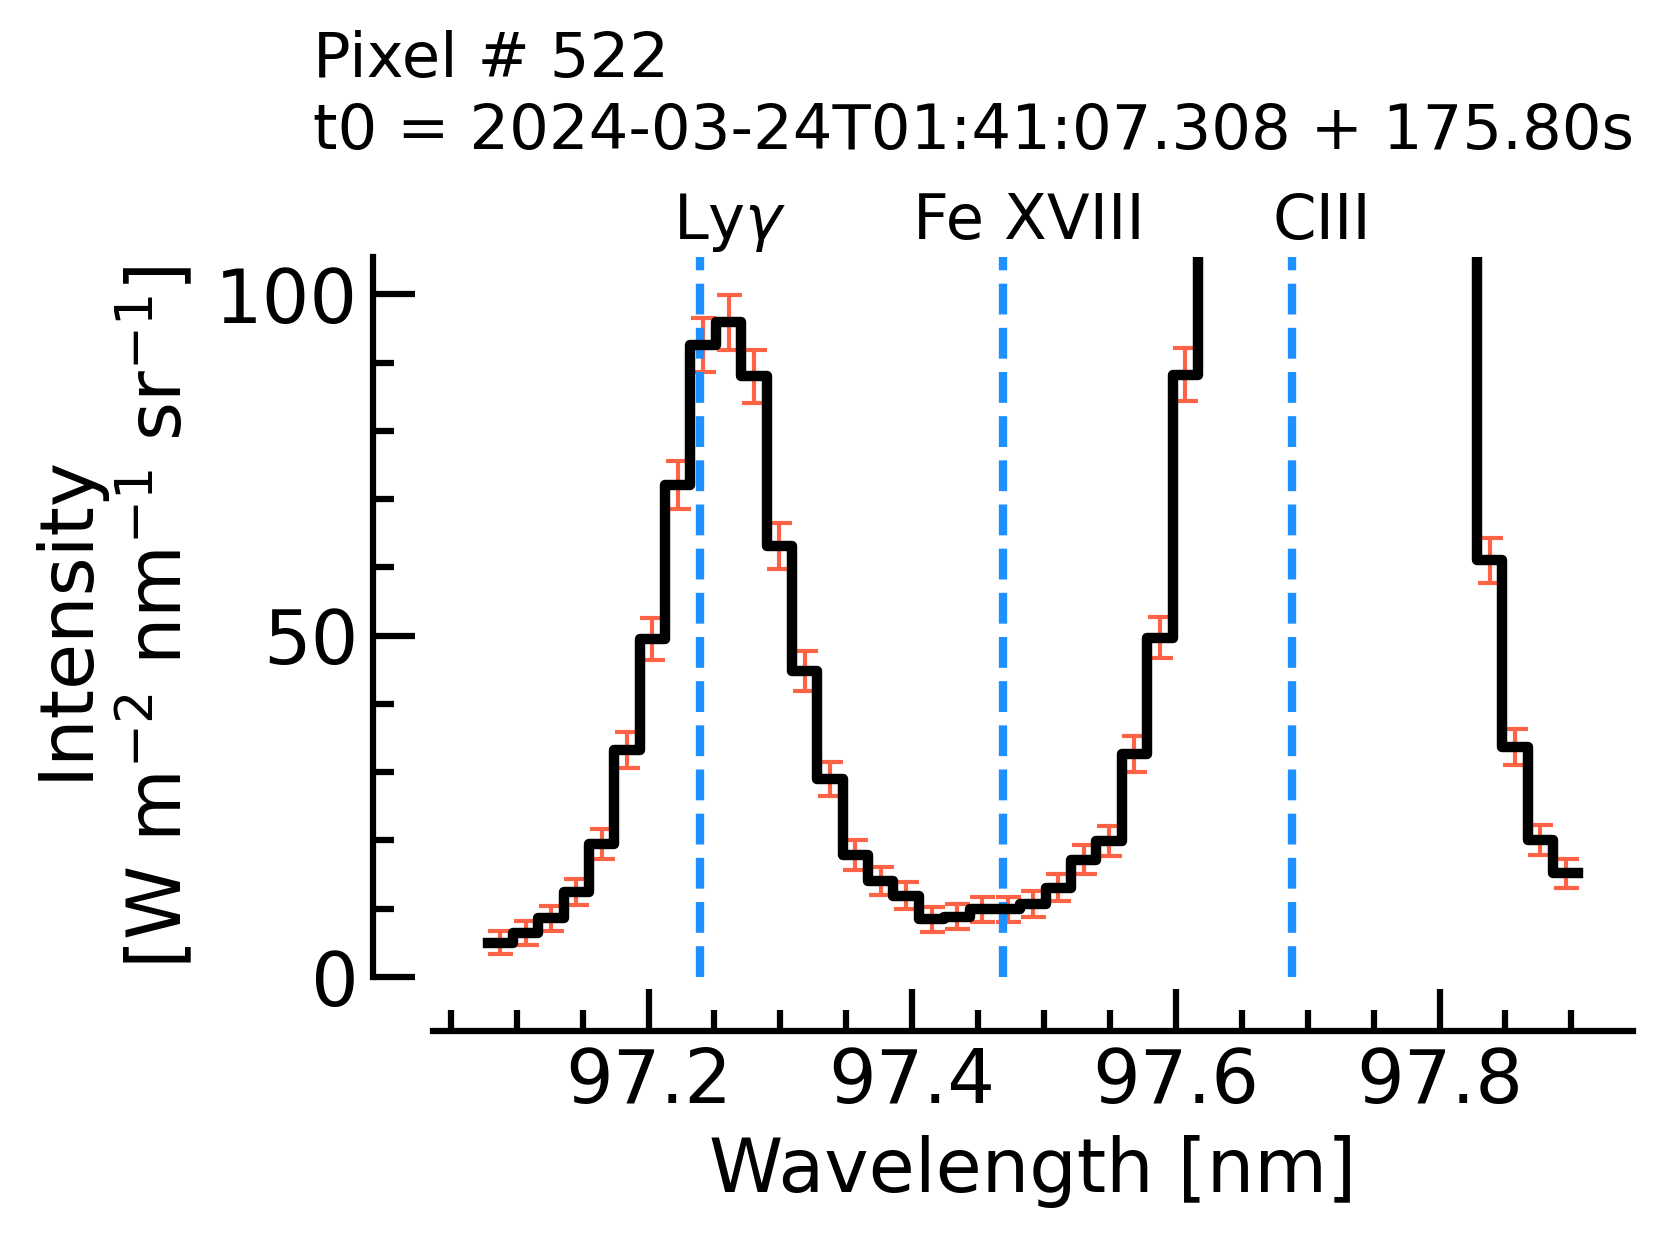 Pixel # 522
t0 = 2024-03-24T01:41:07.308 + 175.80s
Lyγ Fe XVIII CIII
Intensity
[W m⁻² nm⁻¹ sr⁻¹]
100
50
0
97.2 97.4 97.6 97.8
Wavelength [nm]